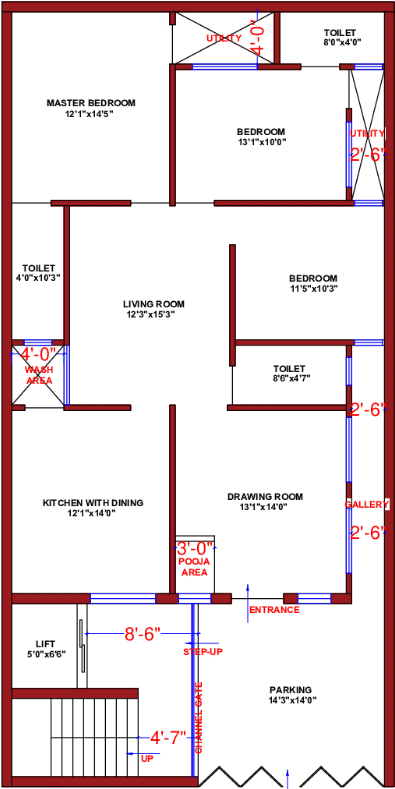 TOILET
8'0"x4'0"
UTILITY
4'-0"
MASTER BEDROOM
12'1"x14'5"
BEDROOM
13'1"x10'0"
UTILITY
2'-6"
TOILET
4'0"x10'3"
BEDROOM
11'5"x10'3"
LIVING ROOM
12'3"x15'3"
4'-0"
WASH
AREA
TOILET
8'6"x4'7"
2'-6"
KITCHEN WITH DINING
12'1"x14'0"
DRAWING ROOM
13'1"x14'0"
GALLERY
2'-6"
3'-0"
POOJA
AREA
ENTRANCE
8'-6"
LIFT
5'0"x6'6"
STEP-UP
CHANNEL GATE
PARKING
14'3"x14'0"
4'-7"
UP